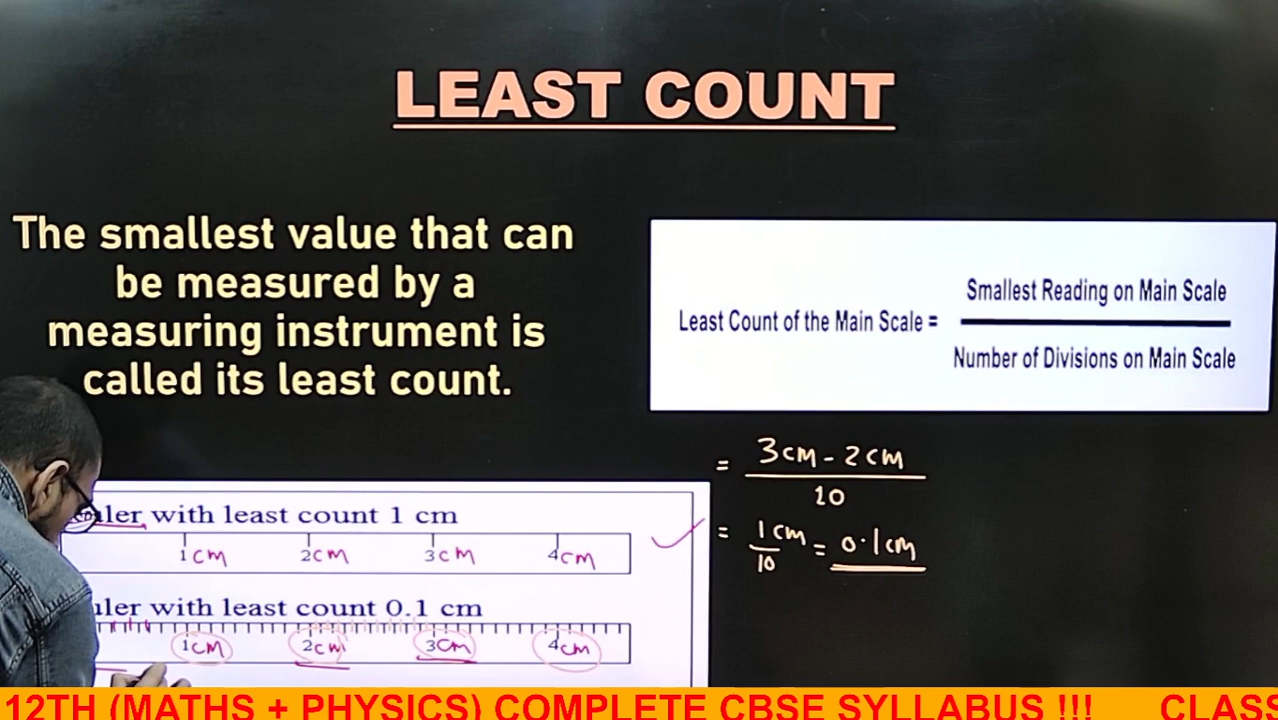 LEAST COUNT
The smallest value that can
be measured by a
measuring instrument is
called its least count.
Least Count of the Main Scale =
Smallest Reading on Main Scale
Number of Divisions on Main Scale
= 3cm - 2cm
10
= 1cm = 0.1cm
10
with least count 1 cm
1cm 2cm 3cm 4cm
with least count 0.1 cm
1cm 2cm 3cm 4cm
12TH (MATHS + PHYSICS) COMPLETE CBSE SYLLABUS !!! CLASS